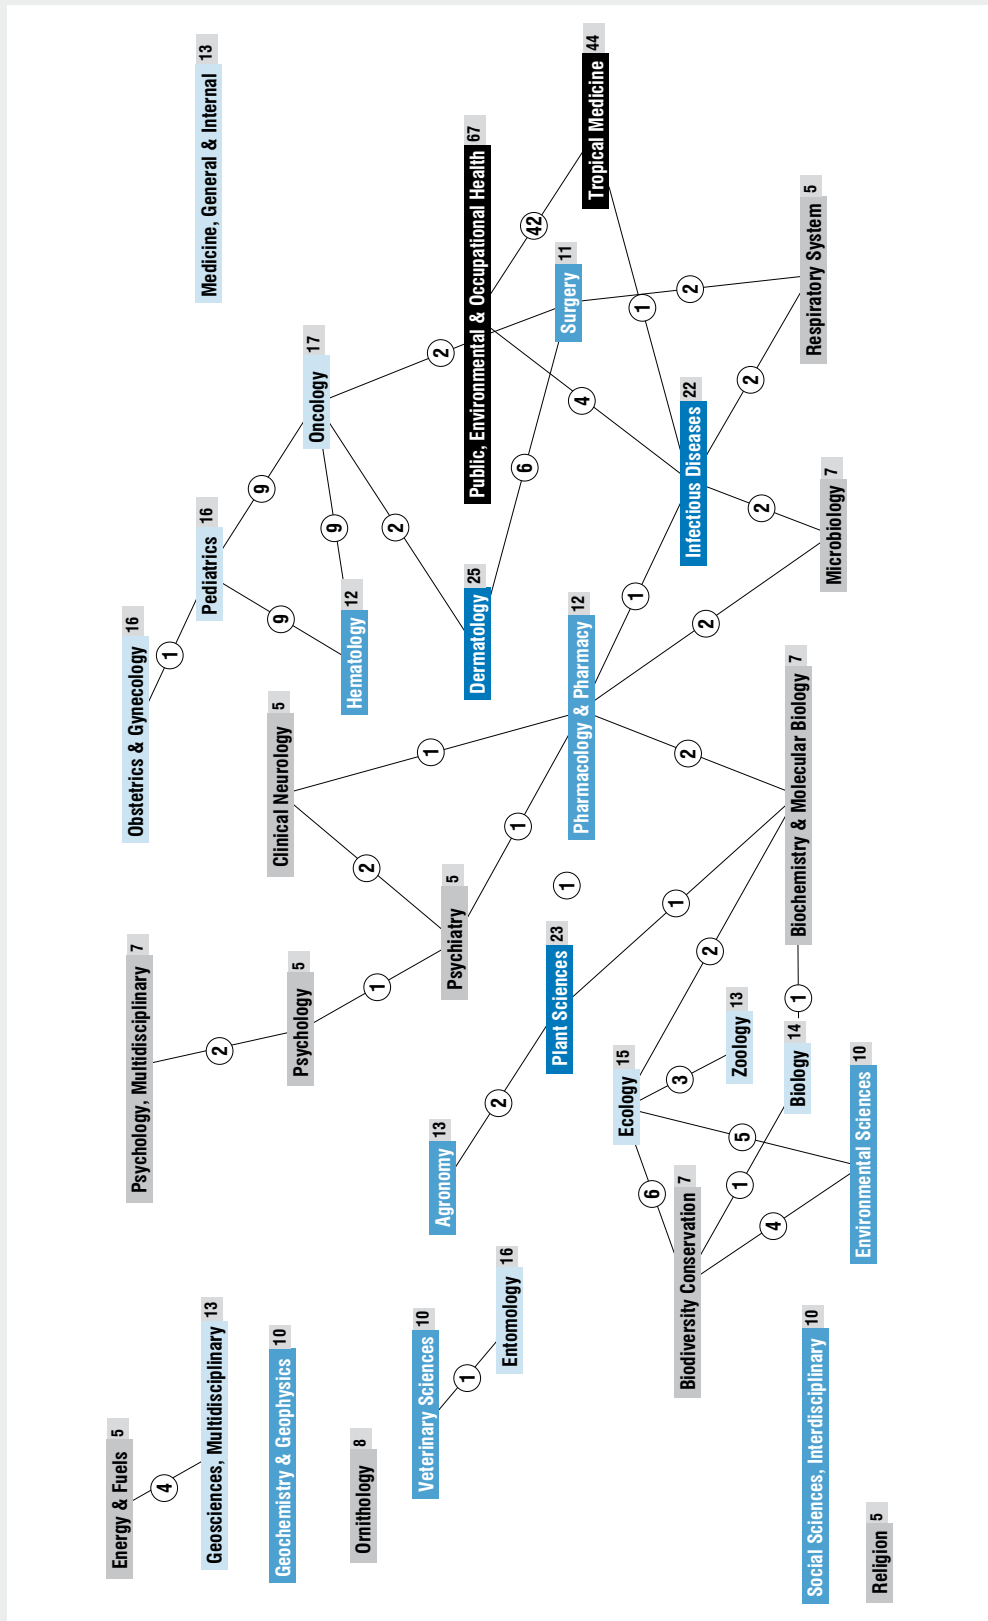 Energy & Fuels 5
Psychology, Multidisciplinary 7
Obstetrics & Gynecology 16
4
1
Geosciences, Multidisciplinary 13
2
Pediatrics 16
Medicine, General & Internal 13
9
Geochemistry & Geophysics 10
Clinical Neurology 5
9
Psychology 5
Oncology 17
9
Ornithology 8
Hematology 12
2
1
2
Veterinary Sciences 10
1
2
Agronomy 13
Psychiatry 5
1
Dermatology 25
Public, Environmental & Occupational Health 67
2
Entomology 16
1
6
42
Plant Sciences 23
1
Pharmacology & Pharmacy 12
4
Surgery 11
Tropical Medicine 44
Ecology 15
1
1
6
3
1
2
2
2
Biodiversity Conservation 7
Infectious Diseases 22
2
1
5
Zoology 13
2
2
4
Biology 14
1
Biochemistry & Molecular Biology 7
Social Sciences, Interdisciplinary 10
Respiratory System 5
Microbiology 7
Environmental Sciences 10
Religion 5